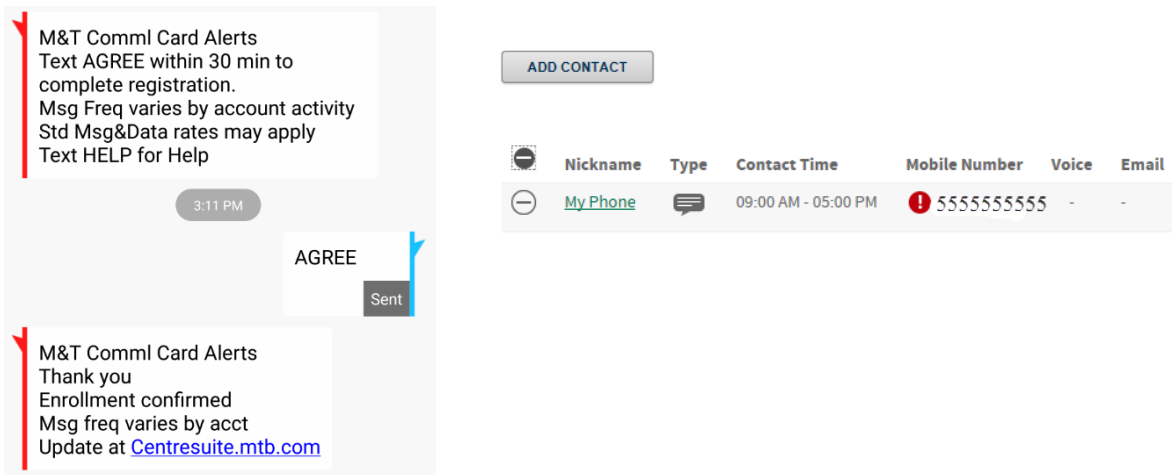 M&T Comml Card Alerts
Text AGREE within 30 min to
complete registration.
Msg Freq varies by account activity
Std Msg&Data rates may apply
Text HELP for Help
3:11 PM
AGREE
Sent
M&T Comml Card Alerts
Thank you
Enrollment confirmed
Msg freq varies by acct
Update at Centresuite.mtb.com
ADD CONTACT
Nickname Type Contact Time Mobile Number Voice Email
My Phone 09:00 AM - 05:00 PM 5555555555 - -